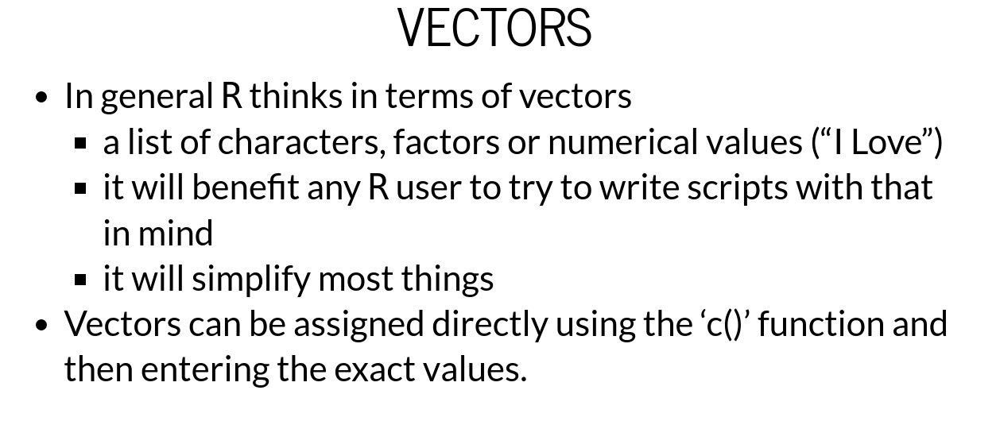 VECTORS
• In general R thinks in terms of vectors
▪ a list of characters, factors or numerical values (“I Love”)
▪ it will benefit any R user to try to write scripts with that
in mind
▪ it will simplify most things
• Vectors can be assigned directly using the ‘c()’ function and
then entering the exact values.